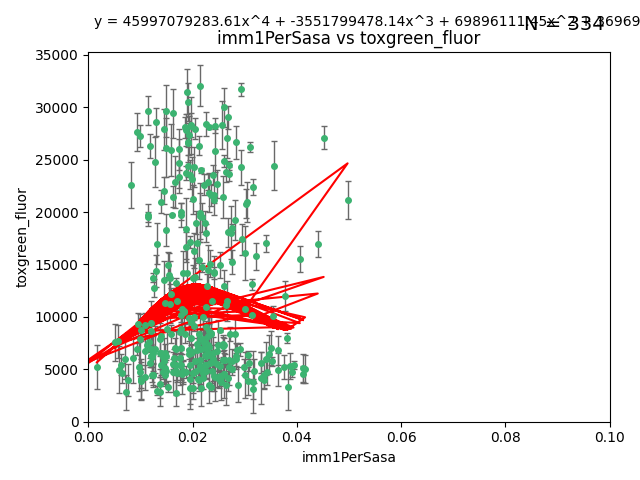 y = 45997079283.61x^4 + -3551799478.14x^3 +
N = 334
imm1PerSasa vs toxgreen_fluor
35000
30000
25000
20000
15000
10000
5000
0
toxgreen_fluor
0.00 0.02 0.04 0.06 0.08 0.10
imm1PerSasa